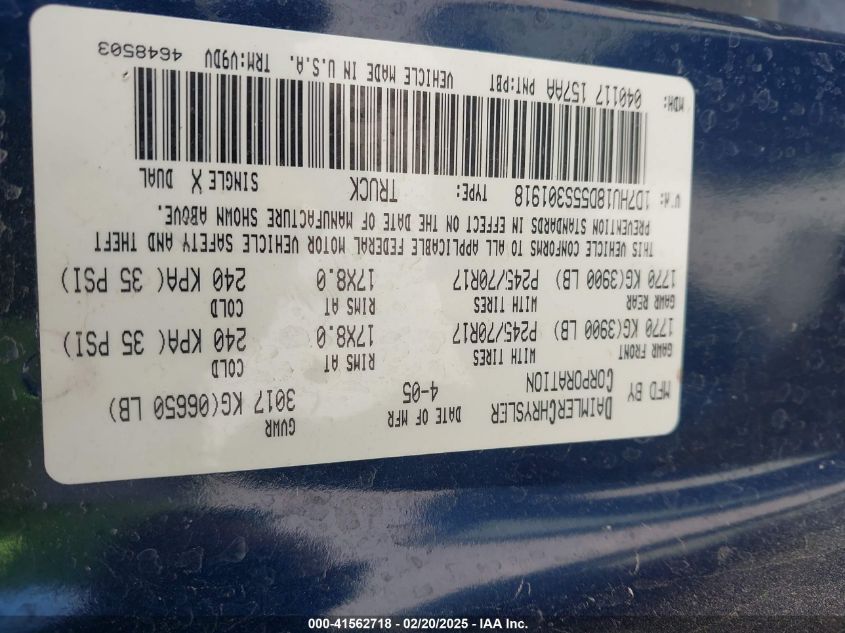 MFD BY DAIMLERCHRYSLER CORPORATION DATE OF MFR 4-05 GVWR 3017 KG(06650 LB)
GAWR FRONT WITH TIRES RIMS AT COLD
1770 KG(3900 LB) P245/70R17 17X8.0 240 KPA( 35 PSI)
GAWR REAR WITH TIRES RIMS AT COLD
1770 KG(3900 LB) P245/70R17 17X8.0 240 KPA( 35 PSI)
THIS VEHICLE CONFORMS TO ALL APPLICABLE FEDERAL MOTOR VEHICLE SAFETY AND THEFT
PREVENTION STANDARDS IN EFFECT ON THE DATE OF MANUFACTURE SHOWN ABOVE.
V.I.N.: 1D7HU18D55S301918 TYPE: TRUCK SINGLE X DUAL
MDH: 040117 157AA PNT:PBT VEHICLE MADE IN U.S.A. TRM:V9DV 4648503
000-41562718 - 02/20/2025 - IAA Inc.